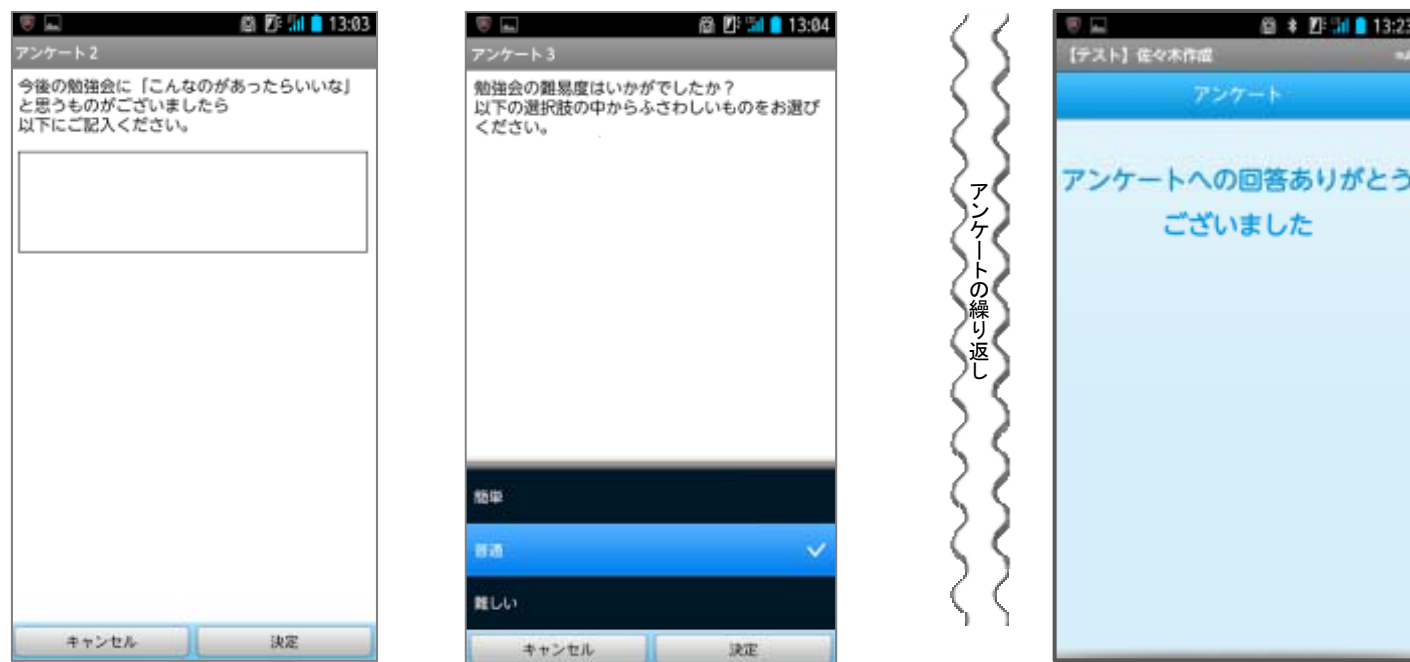 13:03
アンケート2
今後の勉強会に「こんなのがあったらいいな」
と思うものがございましたら
以下にご記入ください。
キャンセル
決定
13:04
アンケート3
勉強会の難易度はいかがでしたか？
以下の選択肢の中からふさわしいものをお選び
ください。
簡単
普通
難しい
キャンセル
決定
アンケートの繰り返し
13:23
【テスト】佐々木作成
アンケート
アンケートへの回答ありがとう
ございました